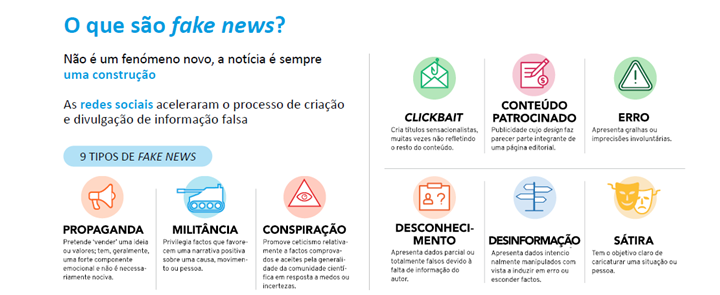 O que são fake news?
Não é um fenómeno novo, a notícia é sempre
uma construção
As redes sociais aceleraram o processo de criação
e divulgação de informação falsa
9 TIPOS DE FAKE NEWS
PROPAGANDA
Pretende 'vender' uma ideia
ou valores; tem, geralmente,
uma forte componente
emocional e não é necessa-
riamente nociva.
MILITÂNCIA
Privilegia factos que favore-
cem uma narrativa positiva
sobre uma causa, movimen-
to ou pessoa.
CONSPIRAÇÃO
Promove ceticismo relativa-
mente a factos comprova-
dos e aceites pela generali-
dade da comunidade cientí-
fica em resposta a medos ou
incertezas.
CLICKBAIT
Cria títulos sensacionalistas,
muitas vezes não refletindo
o resto do conteúdo.
CONTEÚDO
PATROCINADO
Publicidade cujo design faz
parecer parte integrante de
uma página editorial.
ERRO
Apresenta gralhas ou
imprecisões involuntárias.
DESCONHECI-
MENTO
Apresenta dados parcial ou
totalmente falsos devido à
falta de informação do
autor.
DESINFORMAÇÃO
Apresenta dados intencio
nalmente manipulados com
vista a induzir em erro ou
esconder factos.
SÁTIRA
Tem o objetivo claro de
caricaturar uma situação ou
pessoa.